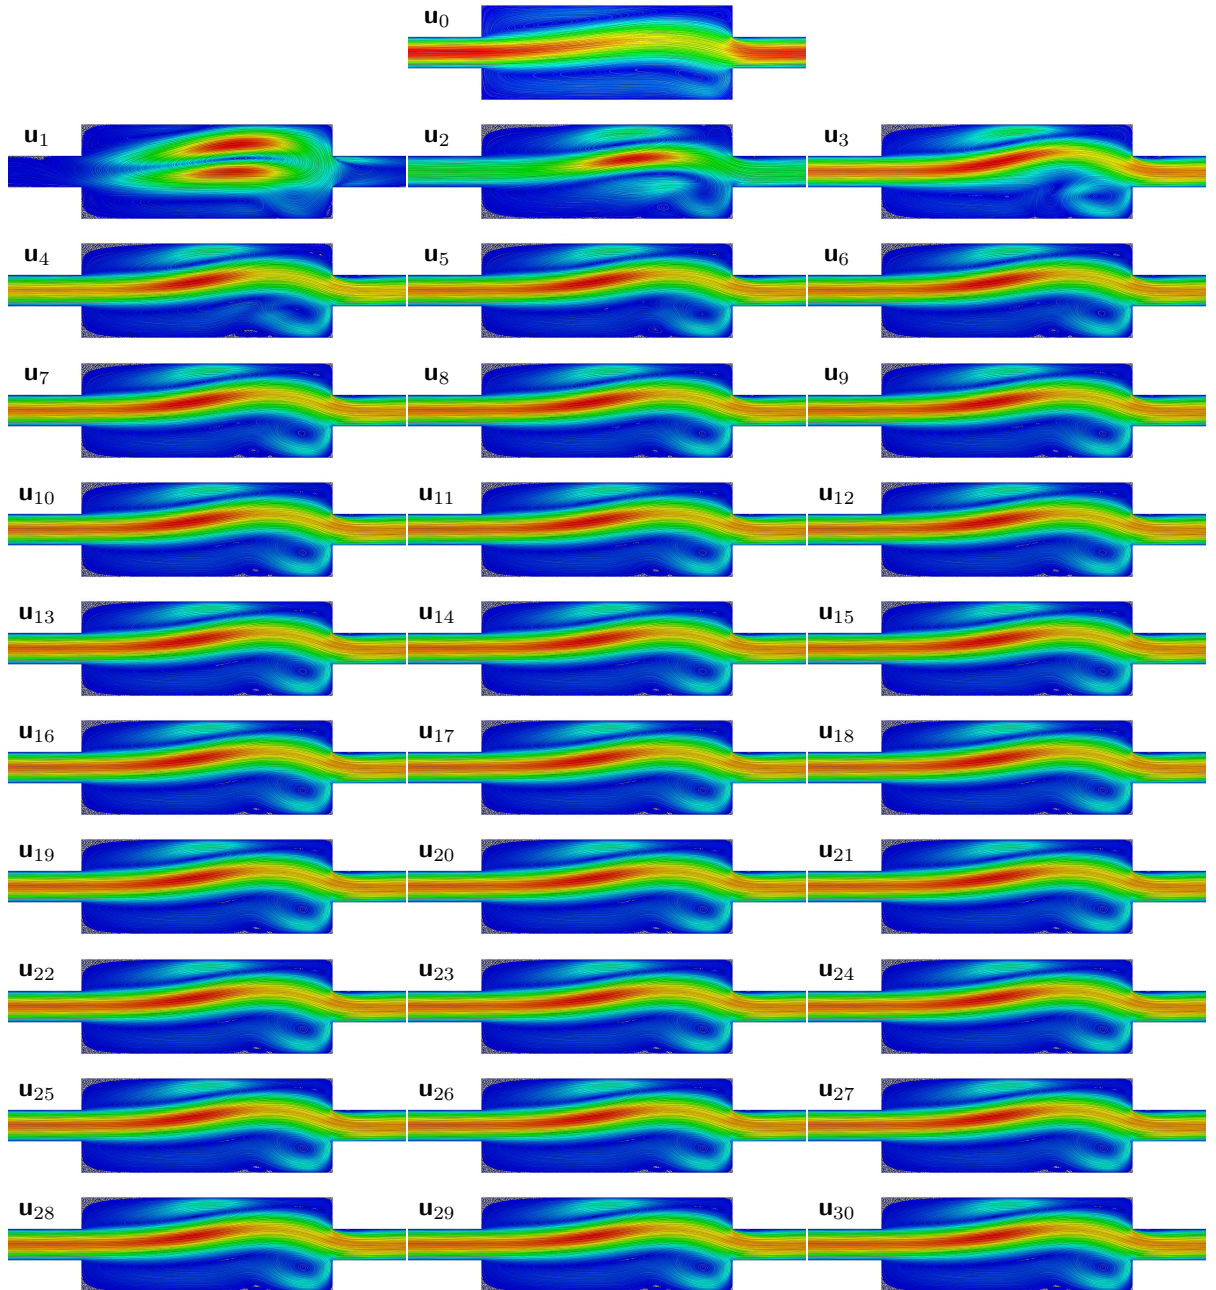 u₀
u₁ u₂ u₃
u₄ u₅ u₆
u₇ u₈ u₉
u₁₀ u₁₁ u₁₂
u₁₃ u₁₄ u₁₅
u₁₆ u₁₇ u₁₈
u₁₉ u₂₀ u₂₁
u₂₂ u₂₃ u₂₄
u₂₅ u₂₆ u₂₇
u₂₈ u₂₉ u₃₀